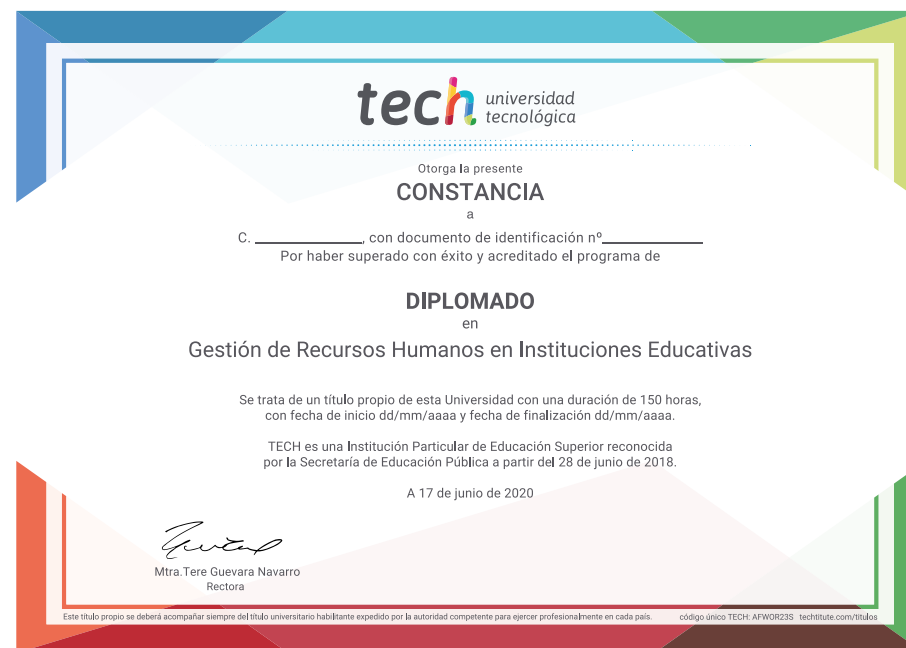 tech universidad
tecnológica
Otorga la presente
CONSTANCIA
a
C. ________________, con documento de identificación nº_______________
Por haber superado con éxito y acreditado el programa de
DIPLOMADO
en
Gestión de Recursos Humanos en Instituciones Educativas
Se trata de un título propio de esta Universidad con una duración de 150 horas,
con fecha de inicio dd/mm/aaaa y fecha de finalización dd/mm/aaaa.
TECH es una Institución Particular de Educación Superior reconocida
por la Secretaría de Educación Pública a partir del 28 de junio de 2018.
A 17 de junio de 2020
Mtra.Tere Guevara Navarro
Rectora
Este título propio se deberá acompañar siempre del título universitario habilitante expedido por la autoridad competente para ejercer profesionalmente en cada país. código único TECH: AFWOR23S techtitute.com/titulos